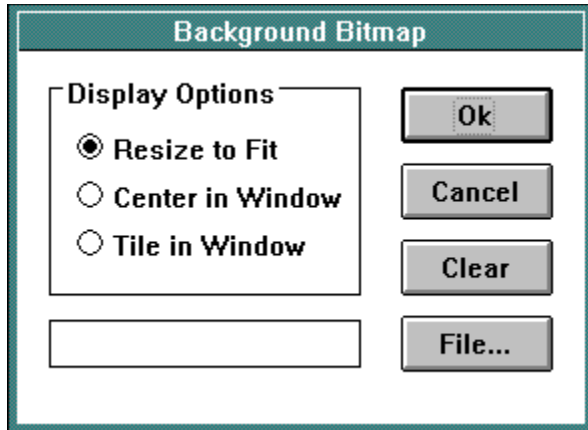 Background Bitmap
Display Options
Resize to Fit
Center in Window
Tile in Window
Ok
Cancel
Clear
File...